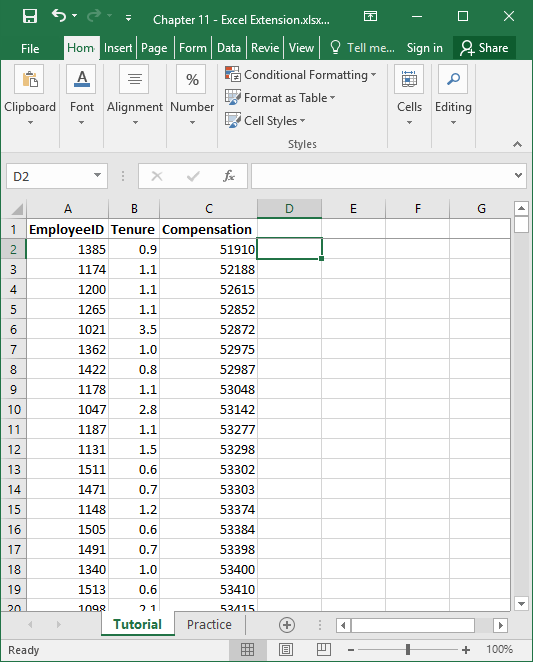 Chapter 11 - Excel Extension.xlsx...
File Home Insert Page Form Data Revie View Tell me... Sign in Share
Clipboard Font Alignment % Number Conditional Formatting Format as Table Cell Styles Styles Cells Editing
D2 fx
A B C D E F G
1 EmployeeID Tenure Compensation
2 1385 0.9 51910
3 1174 1.1 52188
4 1200 1.1 52615
5 1265 1.1 52852
6 1021 3.5 52872
7 1362 1.0 52975
8 1422 0.8 52987
9 1178 1.1 53048
10 1047 2.8 53142
11 1187 1.1 53277
12 1131 1.5 53298
13 1511 0.6 53302
14 1471 0.7 53303
15 1148 1.2 53374
16 1505 0.6 53384
17 1491 0.7 53398
18 1340 1.0 53400
19 1513 0.6 53410
20 1098 2.1 53415
Tutorial Practice
Ready 100%